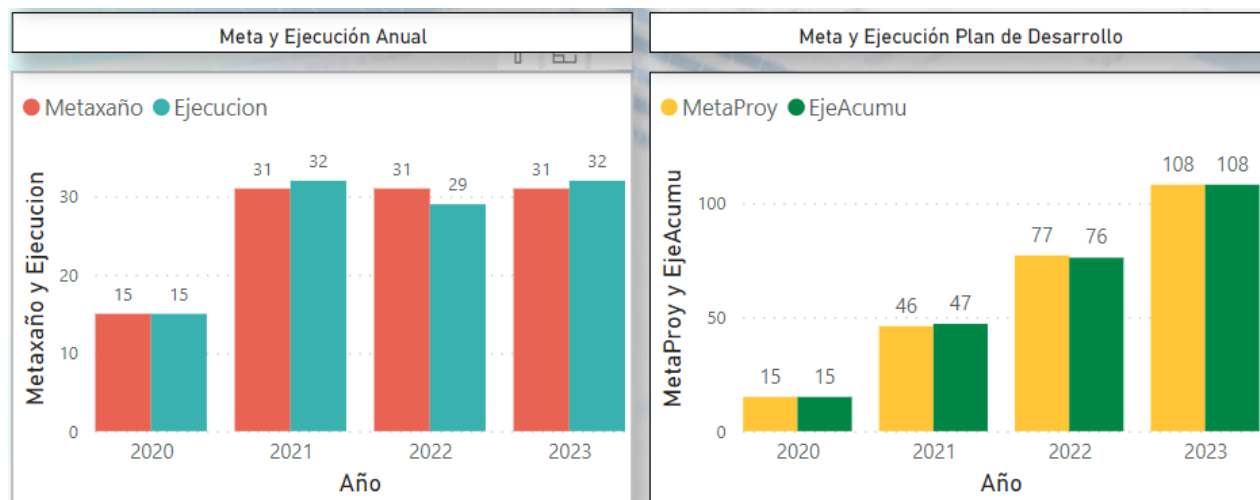 Meta y Ejecución Anual
Metaxaño Ejecucion
Metaxaño y Ejecucion
30
20
10
0
15 15
31 32
31 29
31 32
2020 2021 2022 2023
Año
Meta y Ejecución Plan de Desarrollo
MetaProy EjeAcumu
MetaProy y EjeAcumu
100
50
0
15 15
46 47
77 76
108 108
2020 2021 2022 2023
Año